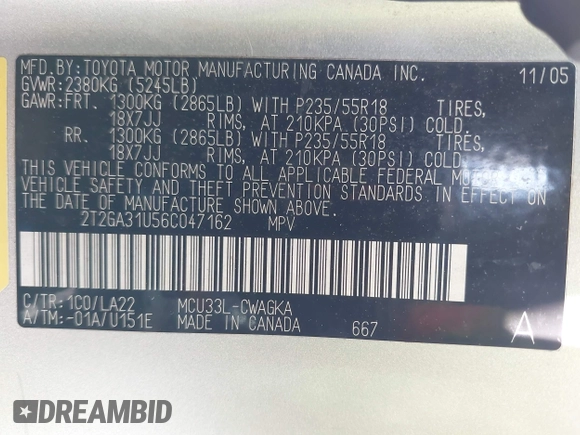 MFD.BY:TOYOTA MOTOR MANUFACTURING CANADA INC. 11/05
GVWR:2380KG (5245LB)
GAWR:FRT. 1300KG (2865LB) WITH P235/55R18 TIRES,
18X7JJ RIMS, AT 210KPA (30PSI) COLD.
RR. 1300KG (2865LB) WITH P235/55R18 TIRES,
18X7JJ RIMS, AT 210KPA (30PSI) COLD.
THIS VEHICLE CONFORMS TO ALL APPLICABLE FEDERAL MOTOR
VEHICLE SAFETY AND THEFT PREVENTION STANDARDS IN EFFECT ON
THE DATE OF MANUFACTURE SHOWN ABOVE.
2T2GA31U56C047162 MPV
C/TR:1C0/LA22 MCU33L-CWAGKA
A/TM:-01A/U151E MADE IN CANADA 667 A
DREAMBID